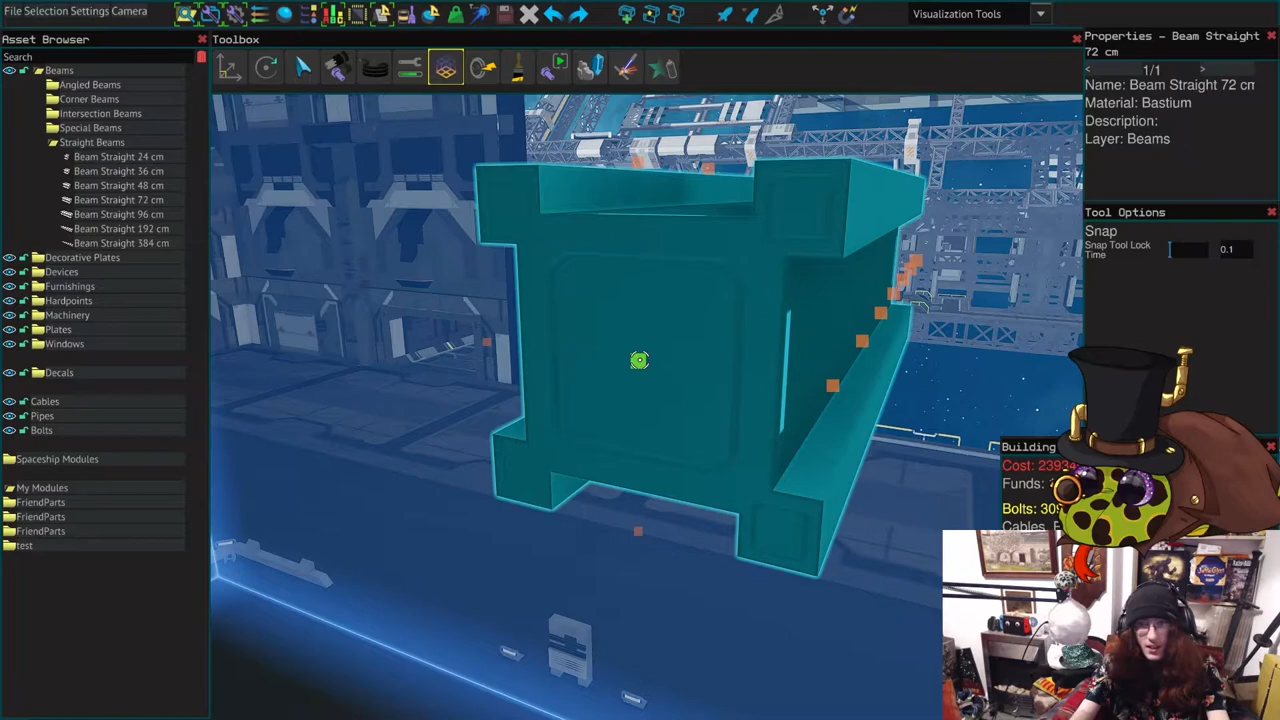 File Selection Settings Camera
Visualization Tools
Asset Browser
Search
Beams
Angled Beams
Corner Beams
Intersection Beams
Special Beams
Straight Beams
Beam Straight 24 cm
Beam Straight 36 cm
Beam Straight 48 cm
Beam Straight 72 cm
Beam Straight 96 cm
Beam Straight 192 cm
Beam Straight 384 cm
Decorative Plates
Devices
Furnishings
Hardpoints
Machinery
Plates
Windows
Decals
Cables
Pipes
Bolts
Spaceship Modules
My Modules
FriendParts
FriendParts
FriendParts
test
Toolbox
Properties - Beam Straight
72 cm
< 1/1 >
Name: Beam Straight 72 cm
Material: Bastium
Description:
Layer: Beams
Tool Options
Snap
Snap Tool Lock
Time
0.1
Building
Cost: 23934
Funds:
Bolts: 309
Cables,